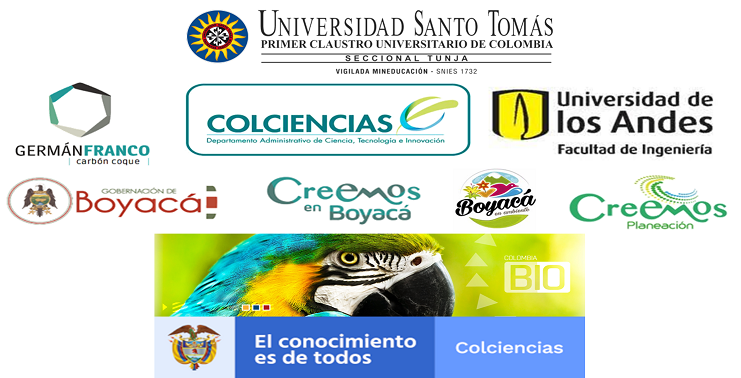 UNIVERSIDAD SANTO TOMÁS
PRIMER CLAUSTRO UNIVERSITARIO DE COLOMBIA
SECCIONAL TUNJA
VIGILADA MINEDUCACIÓN - SNIES 1732
GERMÁNFRANCO
carbón coque
COLCIENCIAS
Departamento Administrativo de Ciencia, Tecnología e Innovación
Universidad de
los Andes
Facultad de Ingeniería
GOBERNACIÓN DE
Boyacá
Creemos
en Boyacá
Boyacá
en ambiente
Creemos
Planeación
COLOMBIA
BIO
El conocimiento
es de todos
Colciencias